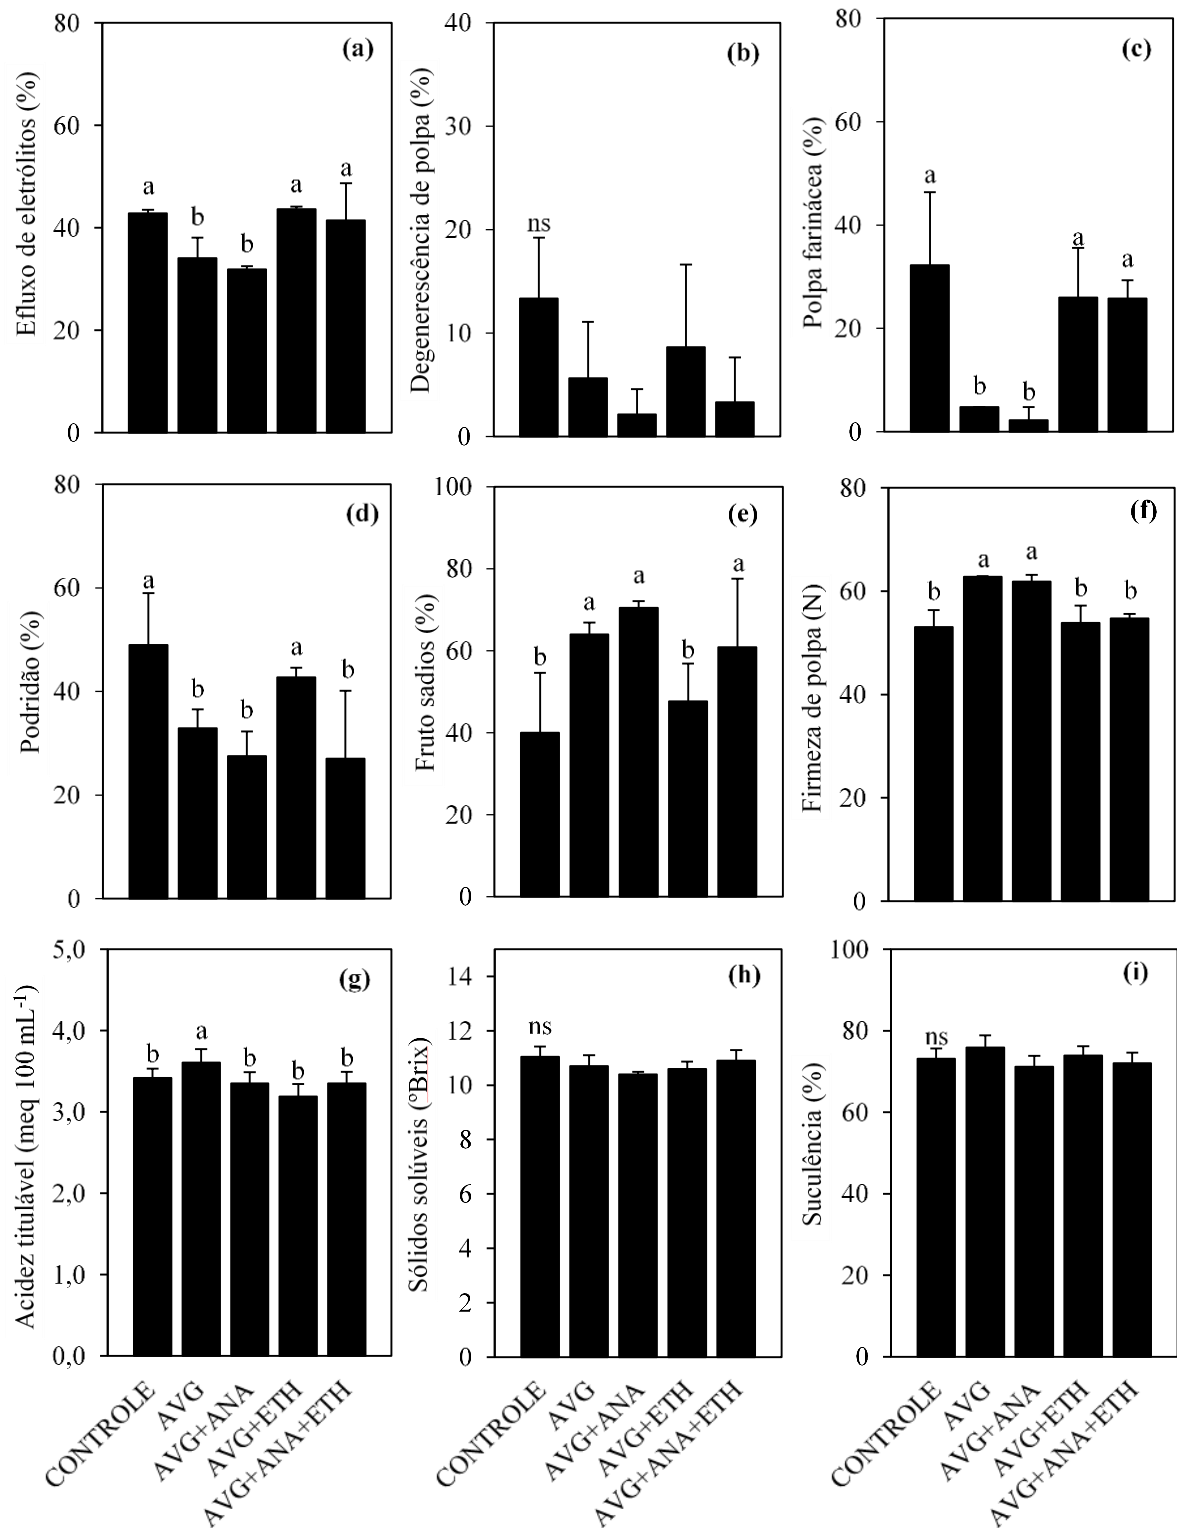 Efluxo de eletrólitos (%)
80
60
40
20
0
(a)
a
b
b
a
a
Degenerescência de polpa (%)
40
30
20
10
0
(b)
ns
Polpa farinácea (%)
80
60
40
20
0
(c)
a
b
b
a
a
Podridão (%)
80
60
40
20
0
(d)
a
b
b
a
b
Fruto sadios (%)
100
80
60
40
20
0
(e)
b
a
a
b
a
Firmeza de polpa (N)
80
60
40
20
0
(f)
b
a
a
b
b
Acidez titulável (meq 100 mL⁻¹)
5,0
4,0
3,0
2,0
1,0
0,0
(g)
b
a
b
b
b
CONTROLE
AVG
AVG+ANA
AVG+ETH
AVG+ANA+ETH
Sólidos solúveis (ºBrix)
14
12
10
8
6
4
2
0
(h)
ns
CONTROLE
AVG
AVG+ANA
AVG+ETH
AVG+ANA+ETH
Suculência (%)
100
80
60
40
20
0
(i)
ns
CONTROLE
AVG
AVG+ANA
AVG+ETH
AVG+ANA+ETH